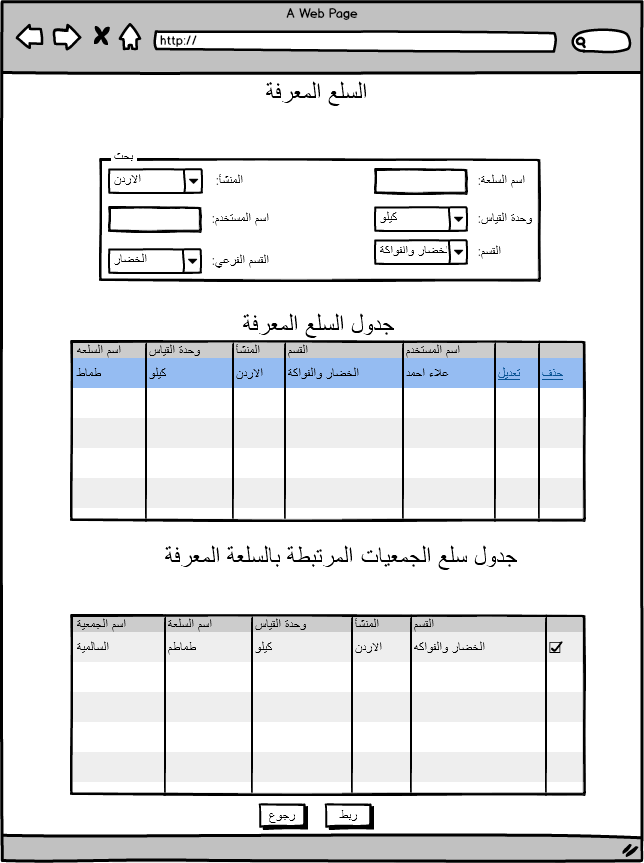 A Web Page
http://
السلع المعرفة
بحث
اسم السلعة:
المنشأ: الاردن
وحدة القياس: كيلو
اسم المستخدم:
القسم: لخضار والفواكة
القسم الفرعي: الخضار
جدول السلع المعرفة
اسم السلعه وحدة القياس المنشأ القسم اسم المستخدم
طماط كيلو الاردن الخضار والفواكة علاء احمد تعديل حذف
جدول سلع الجمعيات المرتبطة بالسلعة المعرفة
اسم الجمعية اسم السلعة وحدة القياس المنشأ القسم
السالمية طماطم كيلو الاردن الخضار والفواكه
ربط
رجوع